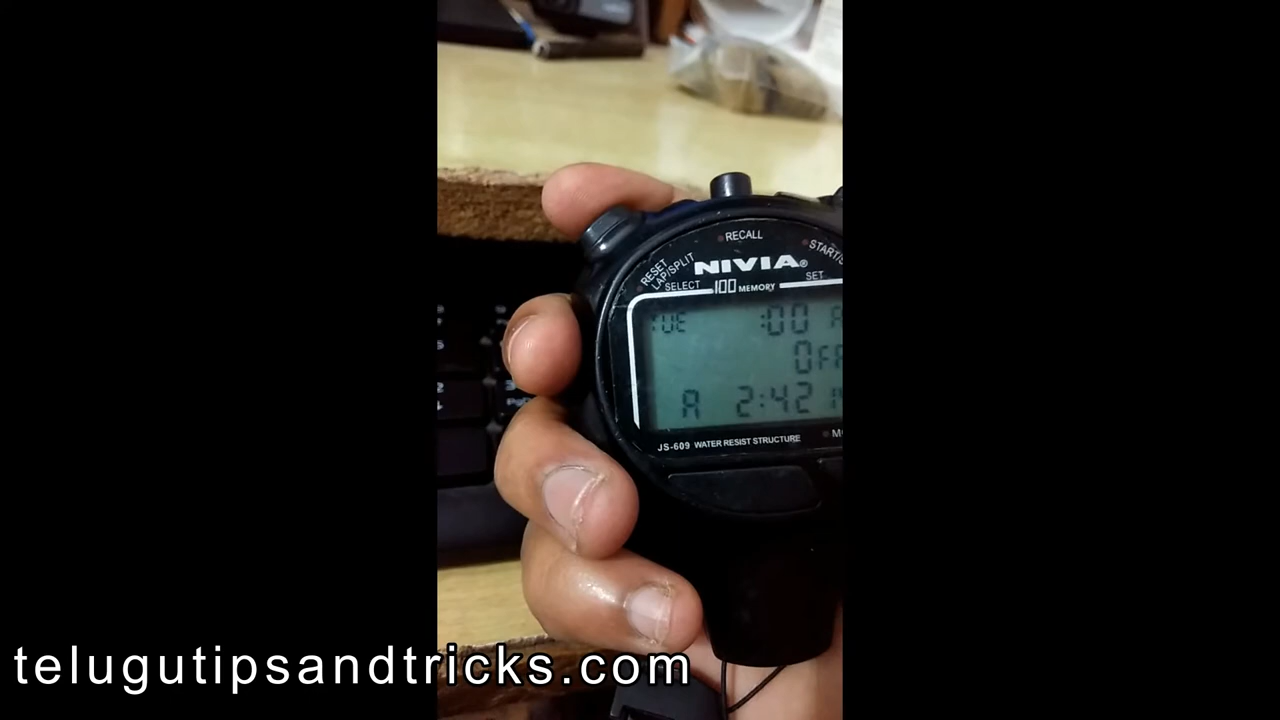 RECALL
START/S
RESET
LAP/SPLIT
NIVIA®
SELECT
100 MEMORY
SET
:00
A 2:42
JS-609 WATER RESIST STRUCTURE
telugutipsandtricks.com